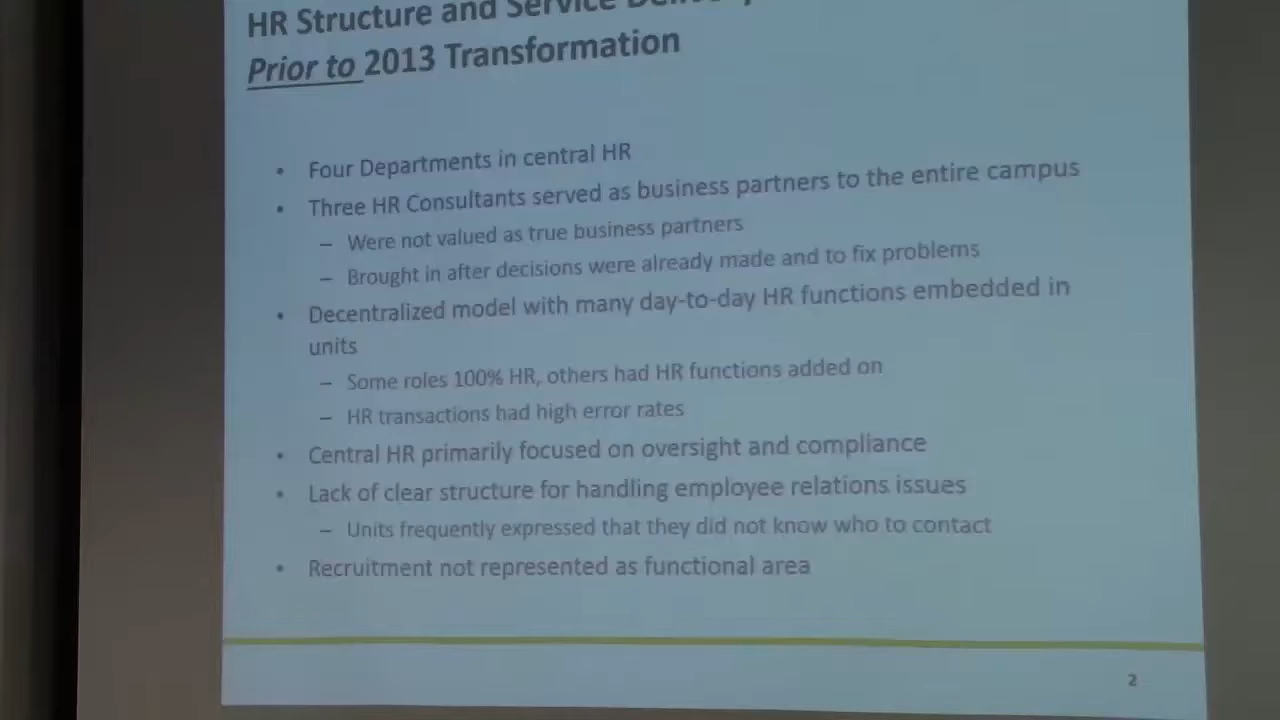 HR Structure and Service
Prior to 2013 Transformation
• Four Departments in central HR
• Three HR Consultants served as business partners to the entire campus
– Were not valued as true business partners
– Brought in after decisions were already made and to fix problems
• Decentralized model with many day-to-day HR functions embedded in
units
– Some roles 100% HR, others had HR functions added on
– HR transactions had high error rates
• Central HR primarily focused on oversight and compliance
• Lack of clear structure for handling employee relations issues
– Units frequently expressed that they did not know who to contact
• Recruitment not represented as functional area
2